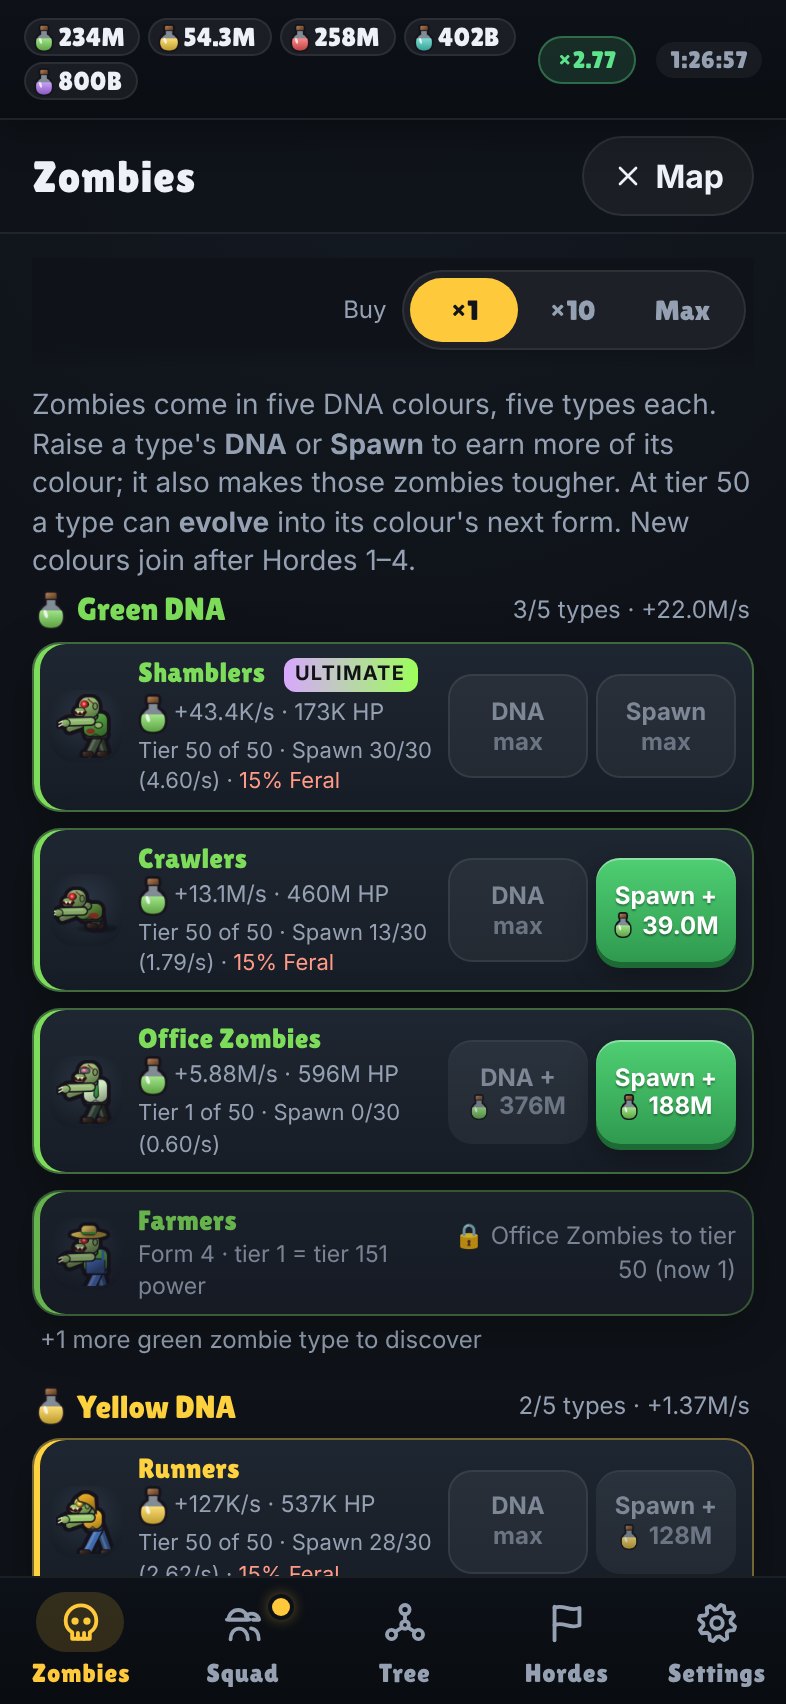 234M 54.3M 258M 402B
800B
×2.77
1:26:57
Zombies
× Map
Buy ×1 ×10 Max
Zombies come in five DNA colours, five types each.
Raise a type's DNA or Spawn to earn more of its
colour; it also makes those zombies tougher. At tier 50
a type can evolve into its colour's next form. New
colours join after Hordes 1–4.
Green DNA
3/5 types · +22.0M/s
Shamblers ULTIMATE
+43.4K/s · 173K HP
Tier 50 of 50 · Spawn 30/30
(4.60/s) · 15% Feral
DNA
max
Spawn
max
Crawlers
+13.1M/s · 460M HP
Tier 50 of 50 · Spawn 13/30
(1.79/s) · 15% Feral
DNA
max
Spawn +
39.0M
Office Zombies
+5.88M/s · 596M HP
Tier 1 of 50 · Spawn 0/30
(0.60/s)
DNA +
376M
Spawn +
188M
Farmers
Form 4 · tier 1 = tier 151
power
Office Zombies to tier
50 (now 1)
+1 more green zombie type to discover
Yellow DNA
2/5 types · +1.37M/s
Runners
+127K/s · 537K HP
Tier 50 of 50 · Spawn 28/30
(2.62/s) · 15% Feral
DNA
max
Spawn +
128M
Zombies
Squad
Tree
Hordes
Settings